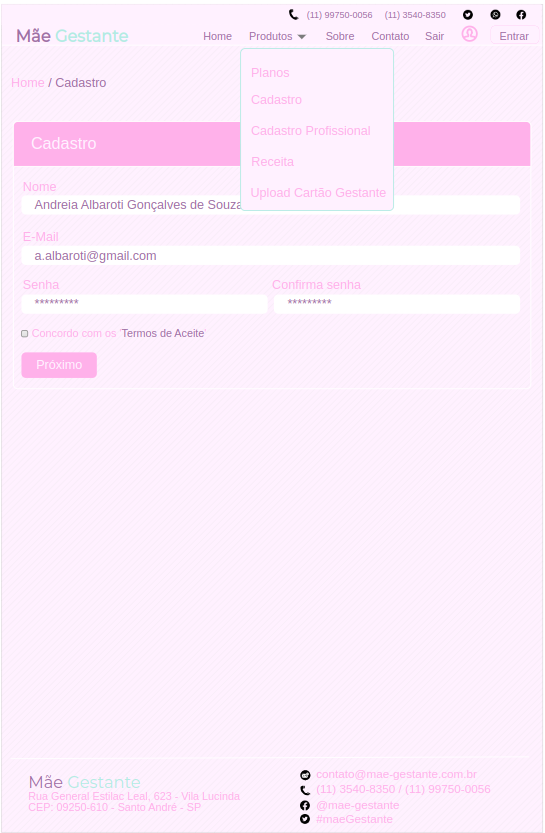 (11) 99750-0056 (11) 3540-8350
Mãe Gestante
Home Produtos Sobre Contato Sair Entrar
Planos
Cadastro
Cadastro Profissional
Receita
Upload Cartão Gestante
Home / Cadastro
Cadastro
Nome
Andreia Albaroti Gonçalves de Souza
E-Mail
a.albaroti@gmail.com
Senha Confirma senha
********* *********
Concordo com os 'Termos de Aceite'
Próximo
Mãe Gestante
Rua General Estilac Leal, 623 - Vila Lucinda
CEP: 09250-610 - Santo André - SP
contato@mae-gestante.com.br
(11) 3540-8350 / (11) 99750-0056
@mae-gestante
#maeGestante